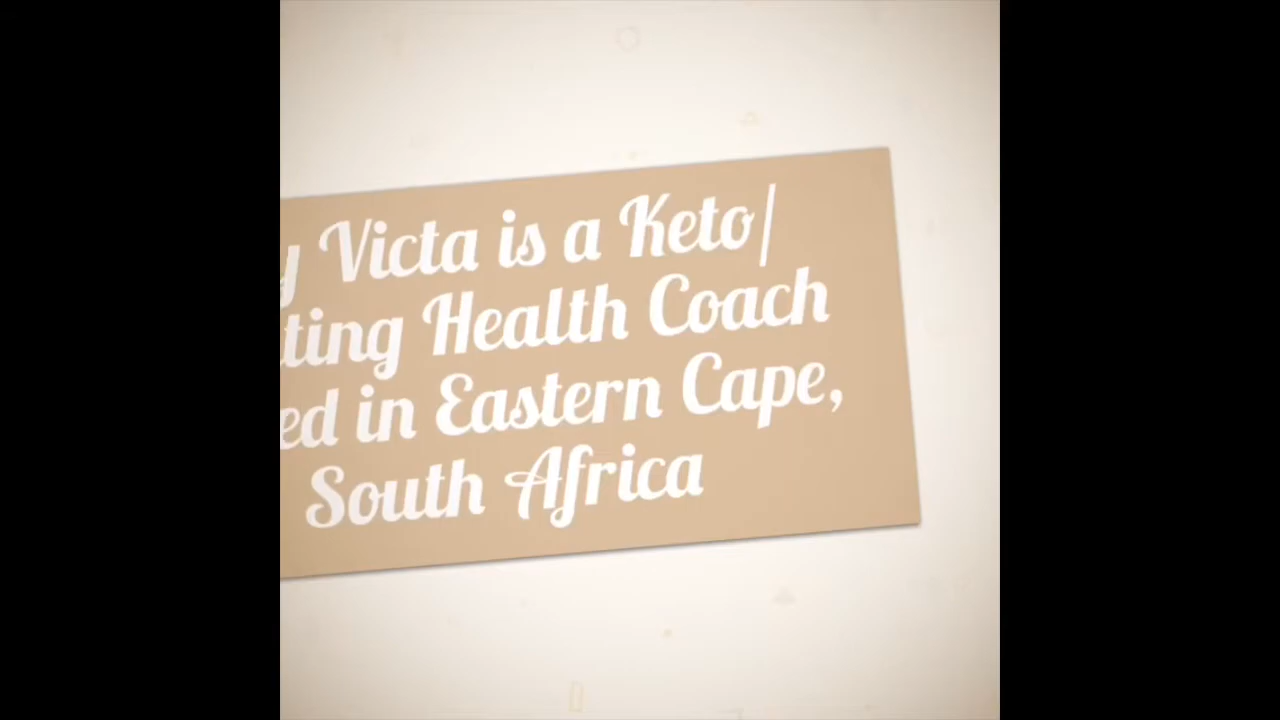 Victa is a Keto/
Health Coach
in Eastern Cape,
South Africa